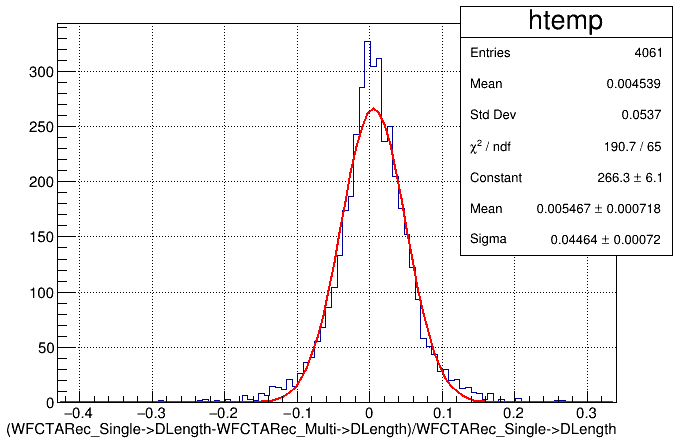 htemp
Entries 4061
Mean 0.004539
Std Dev 0.0537
χ² / ndf 190.7 / 65
Constant 266.3 ± 6.1
Mean 0.005467 ± 0.000718
Sigma 0.04464 ± 0.00072
300
250
200
150
100
50
0
−0.4 −0.3 −0.2 −0.1 0 0.1 0.2 0.3
(WFCTARec_Single->DLength-WFCTARec_Multi->DLength)/WFCTARec_Single->DLength